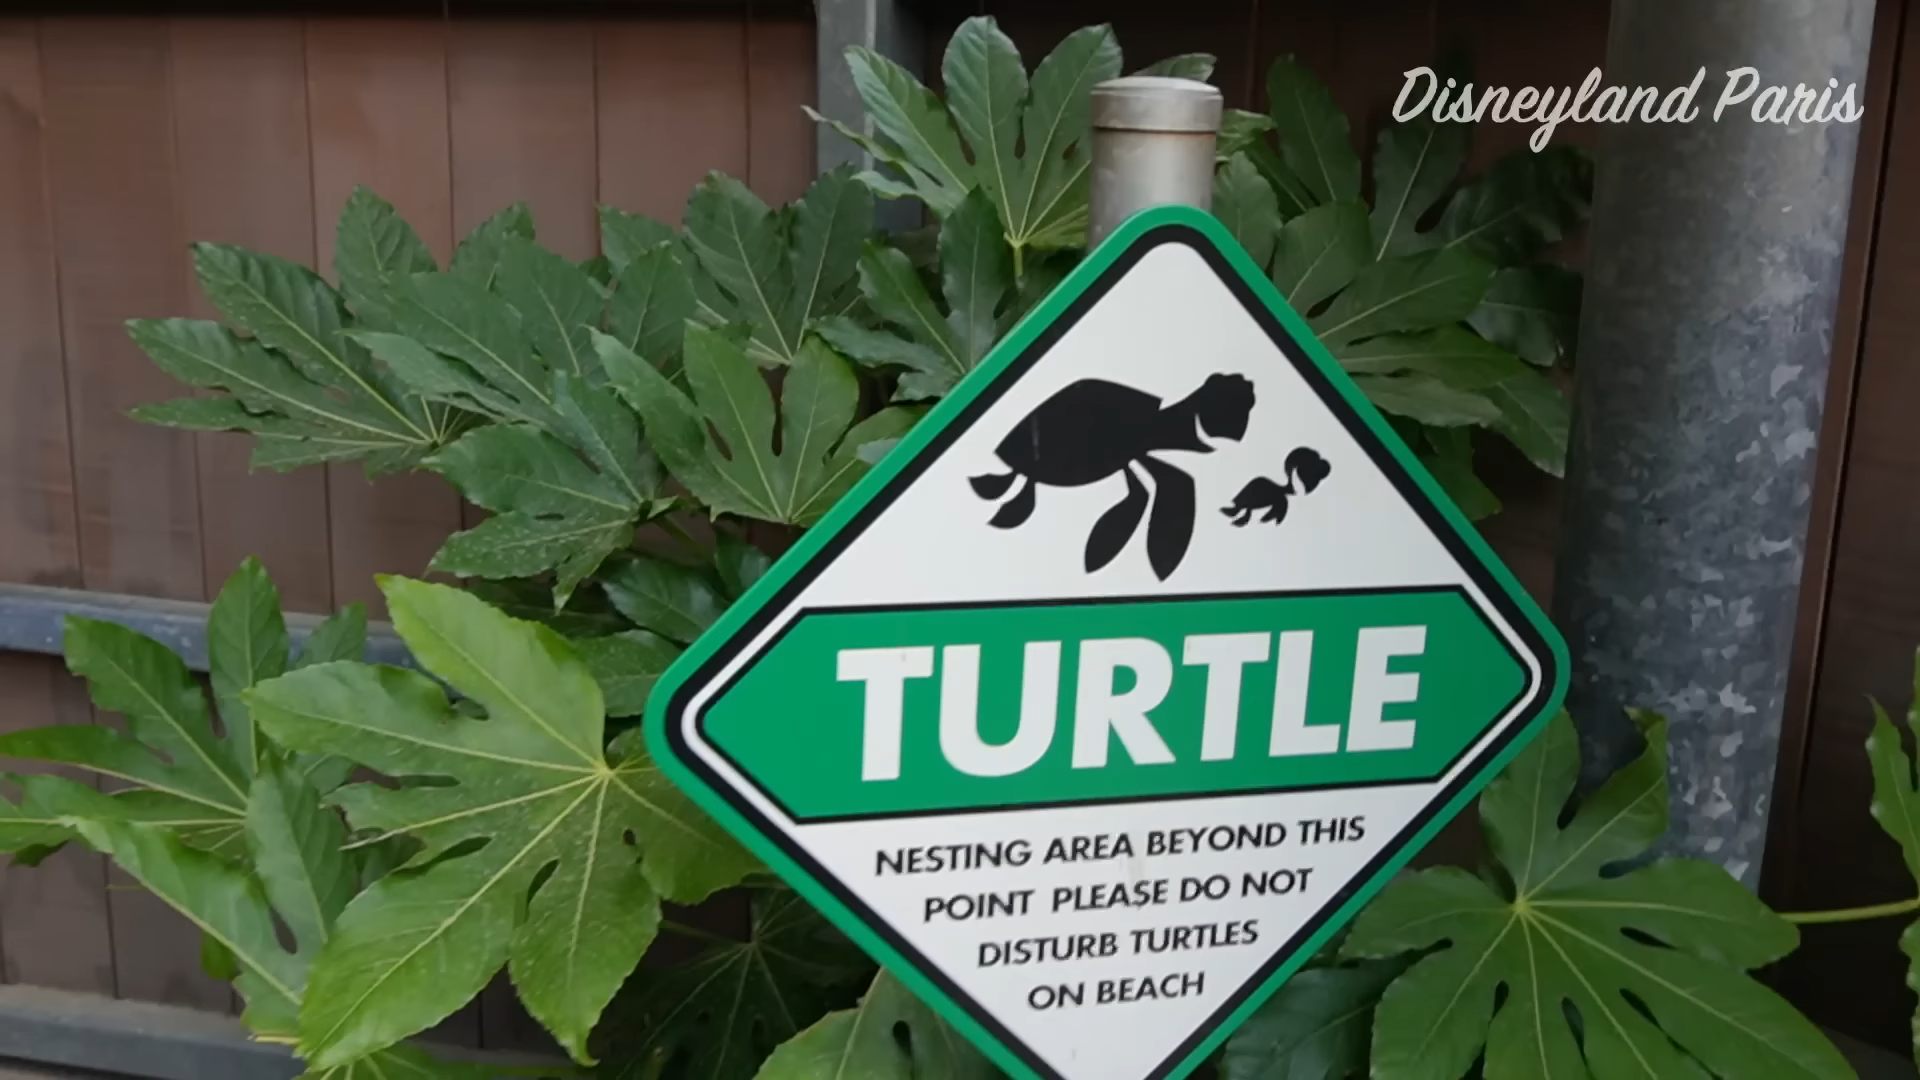 Disneyland Paris
TURTLE
NESTING AREA BEYOND THIS
POINT PLEASE DO NOT
DISTURB TURTLES
ON BEACH